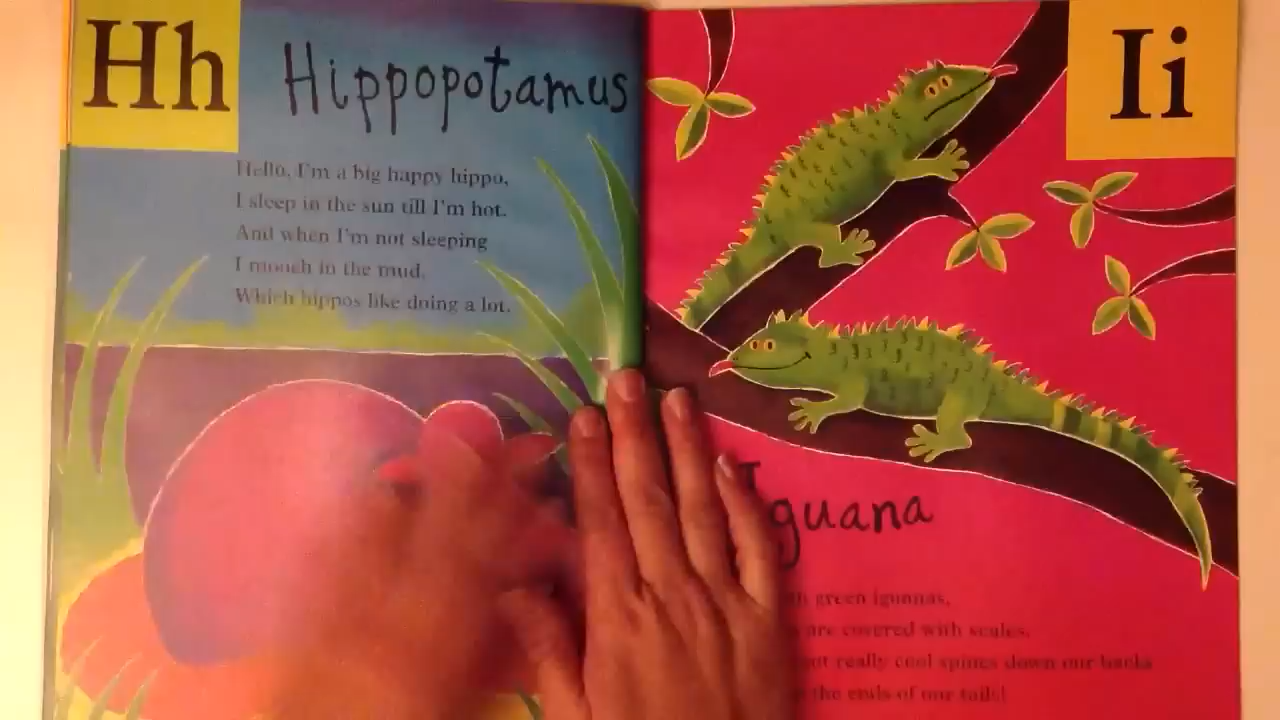 Hh
Hippopotamus
Hello, I'm a big happy hippo,
I sleep in the sun till I'm hot.
And when I'm not sleeping
I mooch in the mud,
Which hippos like doing a lot.
Ii
Iguana
green iguanas,
are covered with scales,
really cool spines down our backs
the ends of our tails!